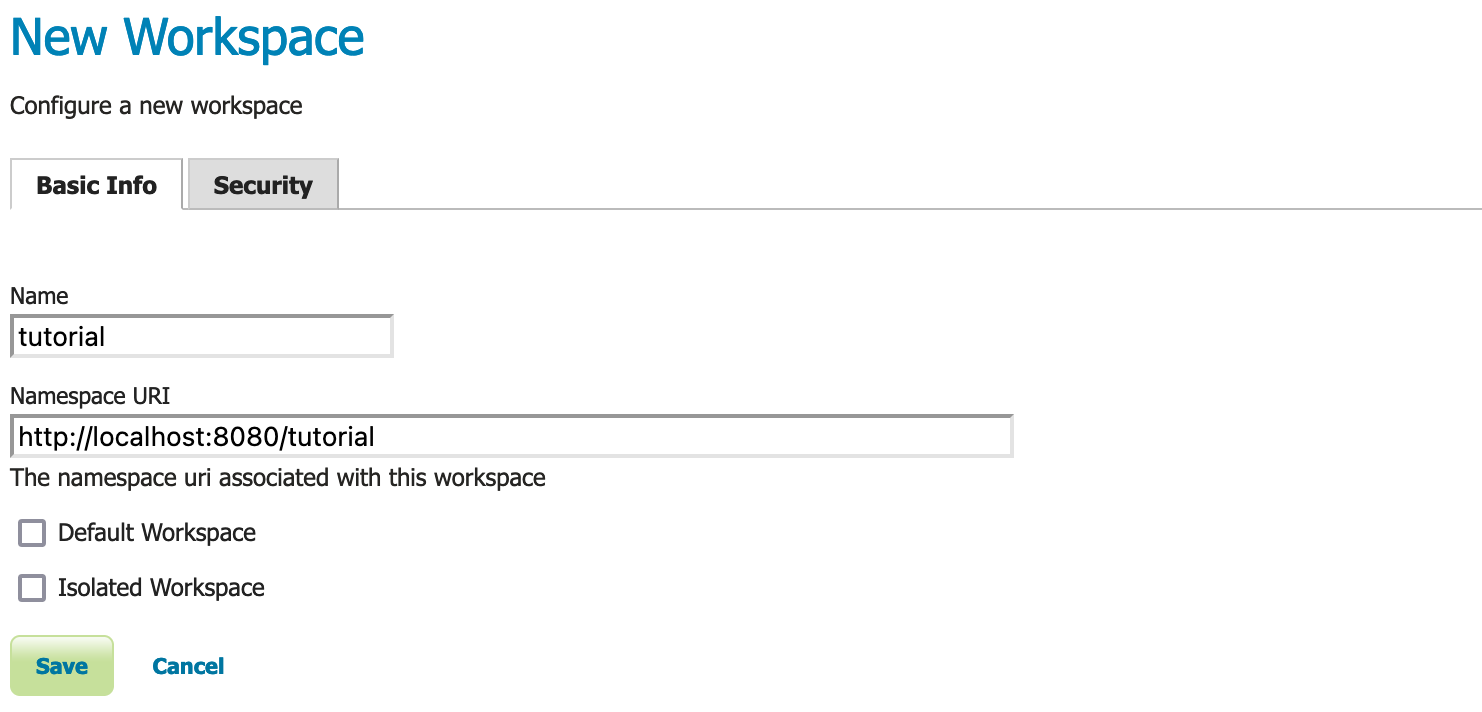 New Workspace
Configure a new workspace
Basic Info Security
Name
tutorial
Namespace URI
http://localhost:8080/tutorial
The namespace uri associated with this workspace
Default Workspace
Isolated Workspace
Save Cancel